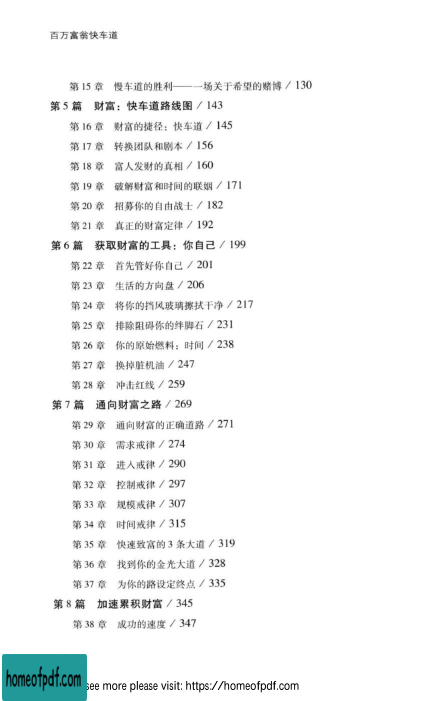 百万富翁快车道
第 15 章 慢车道的胜利——一场关于希望的赌博 / 130
第 5 篇 财富：快车道路线图 / 143
第 16 章 财富的捷径：快车道 / 145
第 17 章 转换团队和剧本 / 156
第 18 章 富人发财的真相 / 160
第 19 章 破解财富和时间的联姻 / 171
第 20 章 招募你的自由战士 / 182
第 21 章 真正的财富定律 / 192
第 6 篇 获取财富的工具：你自己 / 199
第 22 章 首先管好你自己 / 201
第 23 章 生活的方向盘 / 206
第 24 章 将你的挡风玻璃擦拭干净 / 217
第 25 章 排除阻碍你的绊脚石 / 231
第 26 章 你的原始燃料：时间 / 238
第 27 章 换掉脏机油 / 247
第 28 章 冲击红线 / 259
第 7 篇 通向财富之路 / 269
第 29 章 通向财富的正确道路 / 271
第 30 章 需求戒律 / 274
第 31 章 进入戒律 / 290
第 32 章 控制戒律 / 297
第 33 章 规模戒律 / 307
第 34 章 时间戒律 / 315
第 35 章 快速致富的 3 条大道 / 319
第 36 章 找到你的金光大道 / 328
第 37 章 为你的路设定终点 / 335
第 8 篇 加速累积财富 / 345
第 38 章 成功的速度 / 347
homeofpdf.com see more please visit: https://homeofpdf.com